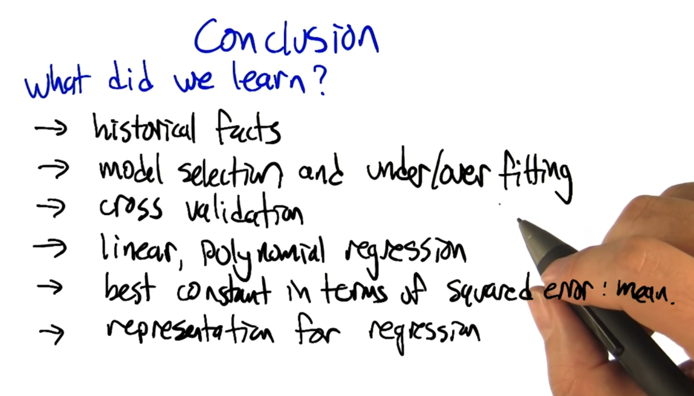 Conclusion
what did we learn?
→ historical facts
→ model selection and under/over fitting
→ cross validation
→ linear, polynomial regression
→ best constant in terms of squared error: mean.
→ representation for regression